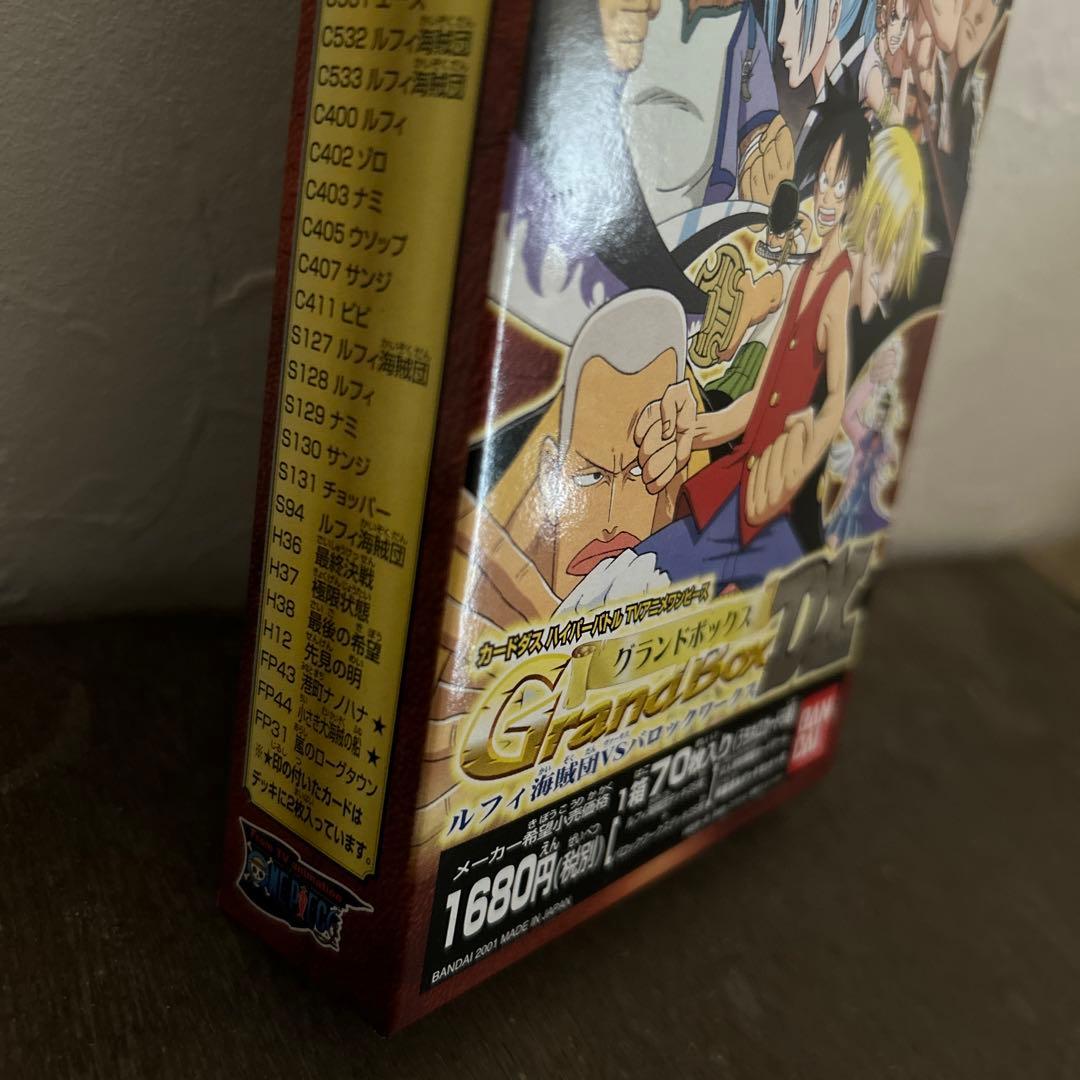 C532 ルフィ海賊団
C533 ルフィ海賊団
C400 ルフィ
C402 ゾロ
C403 ナミ
C405 ウソップ
C407 サンジ
C411 ビビ
S127 ルフィ海賊団
S128 ルフィ
S129 ナミ
S130 サンジ
S131 チョッパー
S94 ルフィ海賊団
H36 最終決戦
H37 極限状態
H38 最後の希望
H12 先見の明
FP43 港町ナノハナ ★
FP44 小さき大海賊の船 ★
FP31 嵐のローグタウン
※★印の付いたカードは
デッキに2枚入っています。
From TV animation
ONE PIECE
カードダス ハイパーバトル TVアニメワンピース
グランドボックス
Grand Box DX
ルフィ海賊団VSバロックワークス
メーカー希望小売価格
1680円(税別)
1箱70枚入り
BANDAI 2001 MADE IN JAPAN
BANDAI